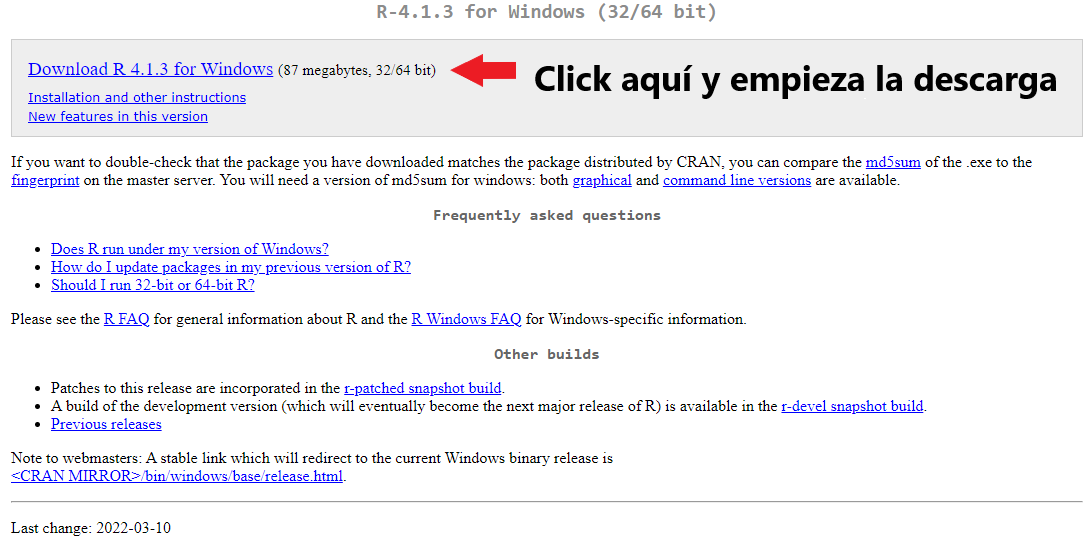 R-4.1.3 for Windows (32/64 bit)
Download R 4.1.3 for Windows (87 megabytes, 32/64 bit)
Click aquí y empieza la descarga
Installation and other instructions
New features in this version
If you want to double-check that the package you have downloaded matches the package distributed by CRAN, you can compare the md5sum of the .exe to the
fingerprint on the master server. You will need a version of md5sum for windows: both graphical and command line versions are available.
Frequently asked questions
Does R run under my version of Windows?
How do I update packages in my previous version of R?
Should I run 32-bit or 64-bit R?
Please see the R FAQ for general information about R and the R Windows FAQ for Windows-specific information.
Other builds
Patches to this release are incorporated in the r-patched snapshot build.
A build of the development version (which will eventually become the next major release of R) is available in the r-devel snapshot build.
Previous releases
Note to webmasters: A stable link which will redirect to the current Windows binary release is
<CRAN MIRROR>/bin/windows/base/release.html.
Last change: 2022-03-10